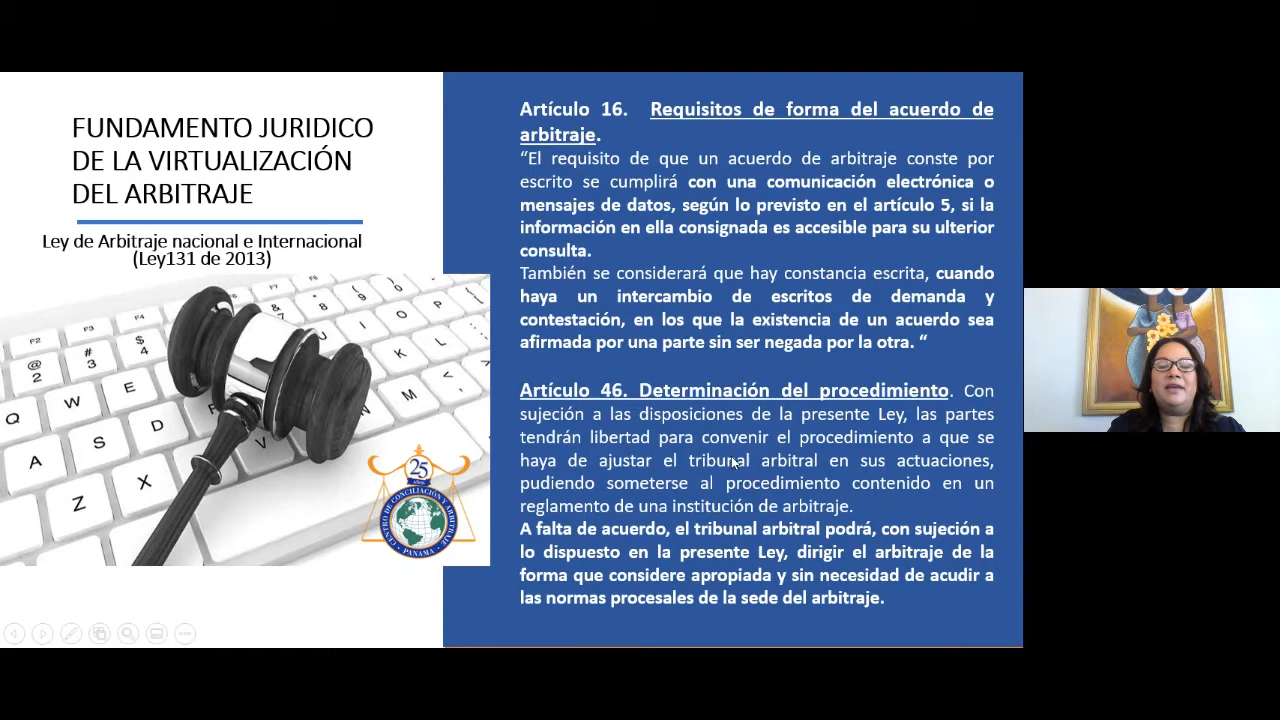 FUNDAMENTO JURIDICO
DE LA VIRTUALIZACIÓN
DEL ARBITRAJE
Ley de Arbitraje nacional e Internacional
(Ley131 de 2013)
25
AÑOS
CENTRO DE CONCILIACIÓN Y ARBITRAJE
PANAMÁ
Artículo 16. Requisitos de forma del acuerdo de
arbitraje.
“El requisito de que un acuerdo de arbitraje conste por
escrito se cumplirá con una comunicación electrónica o
mensajes de datos, según lo previsto en el artículo 5, si la
información en ella consignada es accesible para su ulterior
consulta.
También se considerará que hay constancia escrita, cuando
haya un intercambio de escritos de demanda y
contestación, en los que la existencia de un acuerdo sea
afirmada por una parte sin ser negada por la otra. “
Artículo 46. Determinación del procedimiento. Con
sujeción a las disposiciones de la presente Ley, las partes
tendrán libertad para convenir el procedimiento a que se
haya de ajustar el tribunal arbitral en sus actuaciones,
pudiendo someterse al procedimiento contenido en un
reglamento de una institución de arbitraje.
A falta de acuerdo, el tribunal arbitral podrá, con sujeción a
lo dispuesto en la presente Ley, dirigir el arbitraje de la
forma que considere apropiada y sin necesidad de acudir a
las normas procesales de la sede del arbitraje.